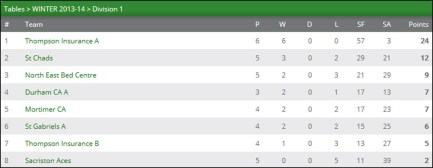 Tables > WINTER 2013-14 > Division 1
# Team P W D L SF SA Points
1 Thompson Insurance A 6 6 0 0 57 3 24
2 St Chads 5 3 0 2 29 21 12
3 North East Bed Centre 5 2 0 3 21 29 9
4 Durham CA A 3 2 0 1 17 13 7
5 Mortimer CA 4 2 0 2 17 23 7
6 St Gabriels A 4 2 0 2 15 25 6
7 Thompson Insurance B 4 1 0 3 13 27 5
8 Sacriston Aces 5 0 0 5 11 39 2